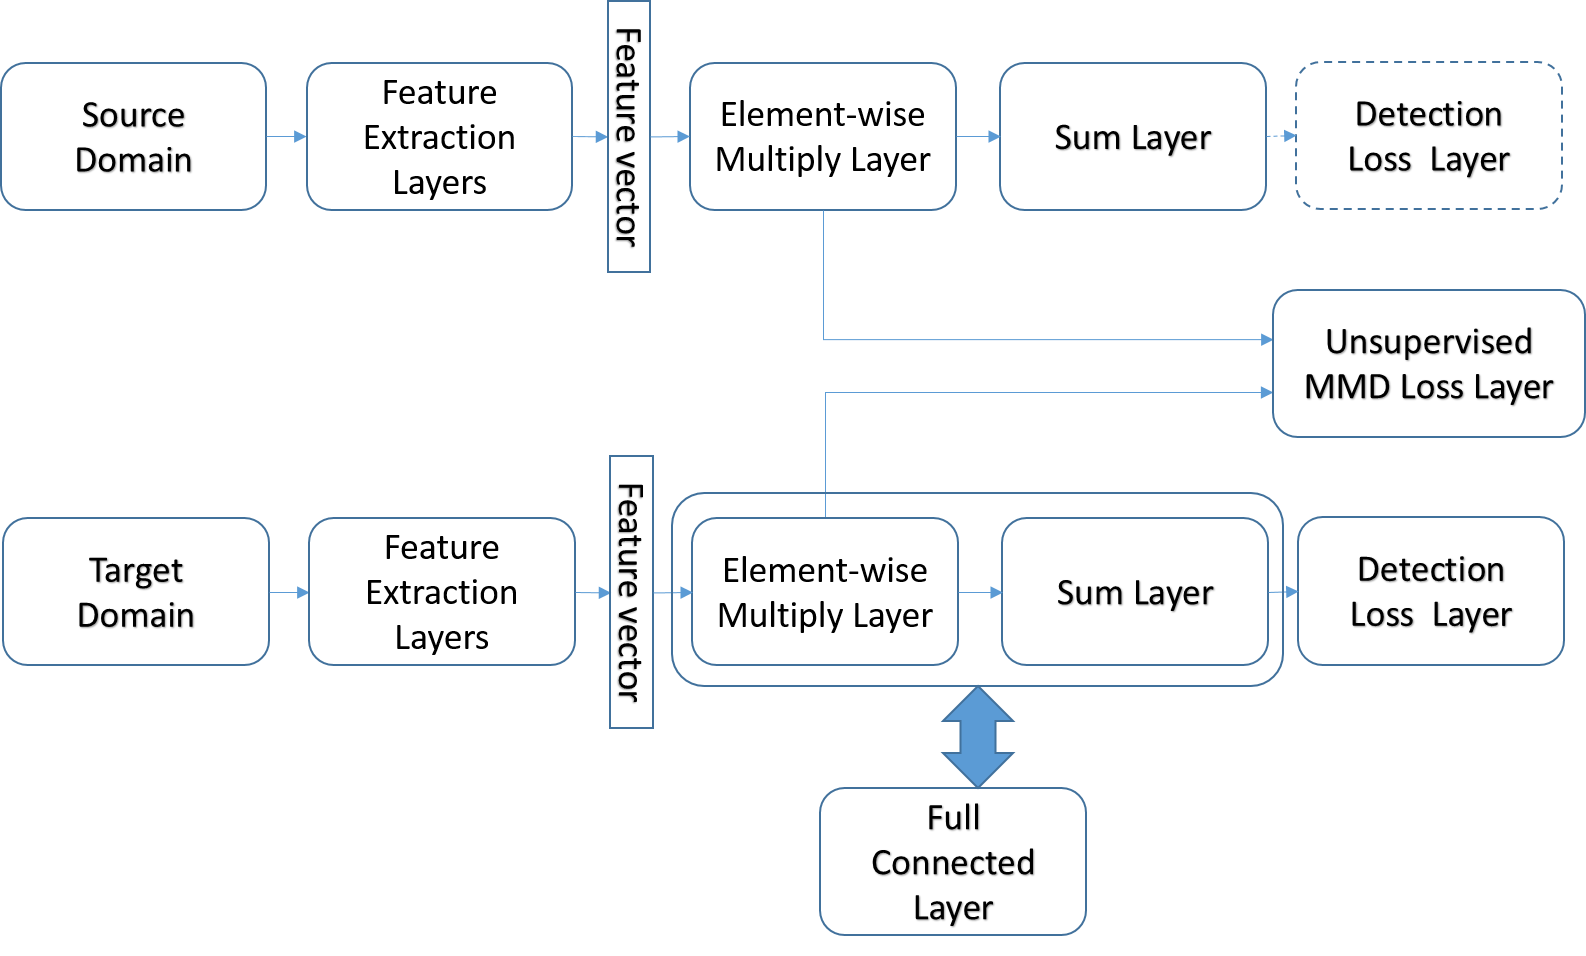 Source
Domain
Feature
Extraction
Layers
Feature vector
Element-wise
Multiply Layer
Sum Layer
Detection
Loss Layer
Unsupervised
MMD Loss Layer
Target
Domain
Feature
Extraction
Layers
Feature vector
Element-wise
Multiply Layer
Sum Layer
Detection
Loss Layer
Full
Connected
Layer